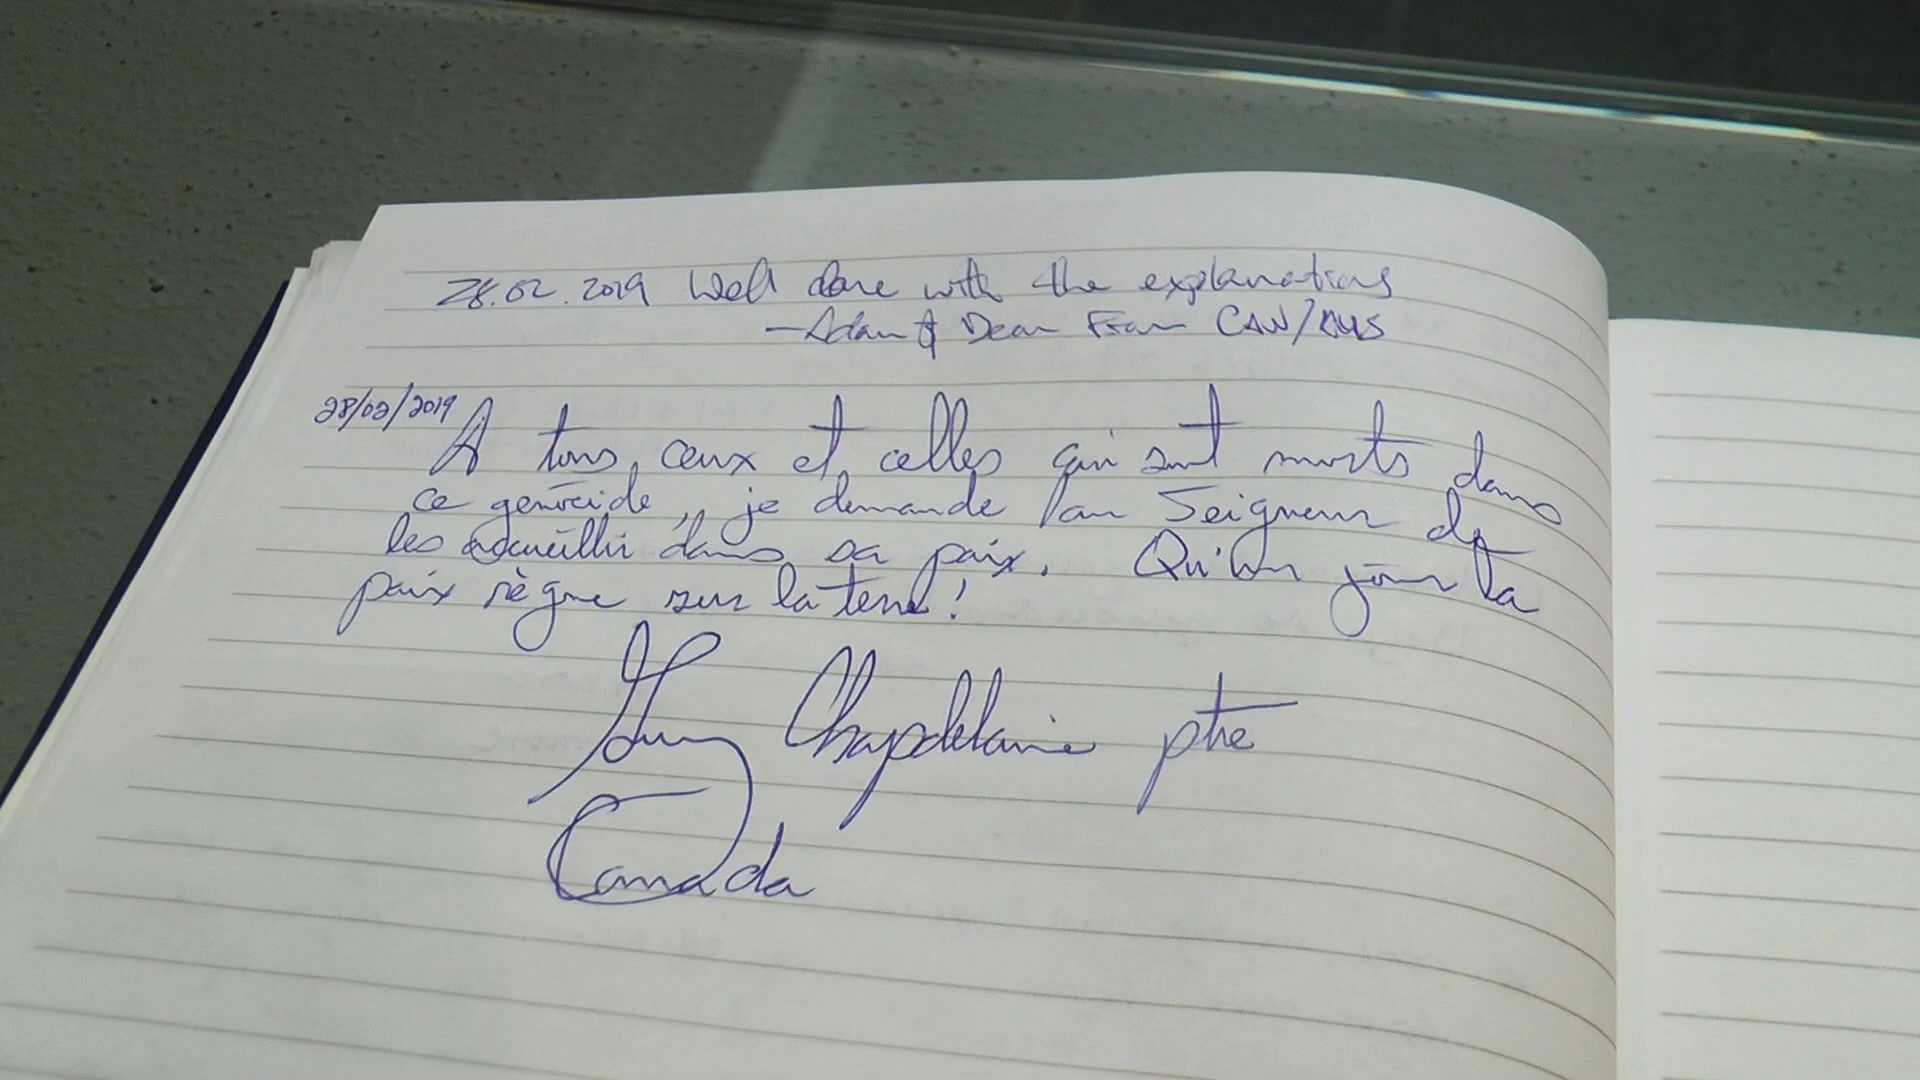 28.02.2019 Well done with the explanations
- Adam & Dean From CAN/AUS
28/02/2019
A tous ceux et celles qui sont morts dans
ce génocide, je demande au Seigneur de
les accueillir dans sa paix. Qu'un jour la
paix règne sur la terre!
Guy Chapdelaine ptre
Canada